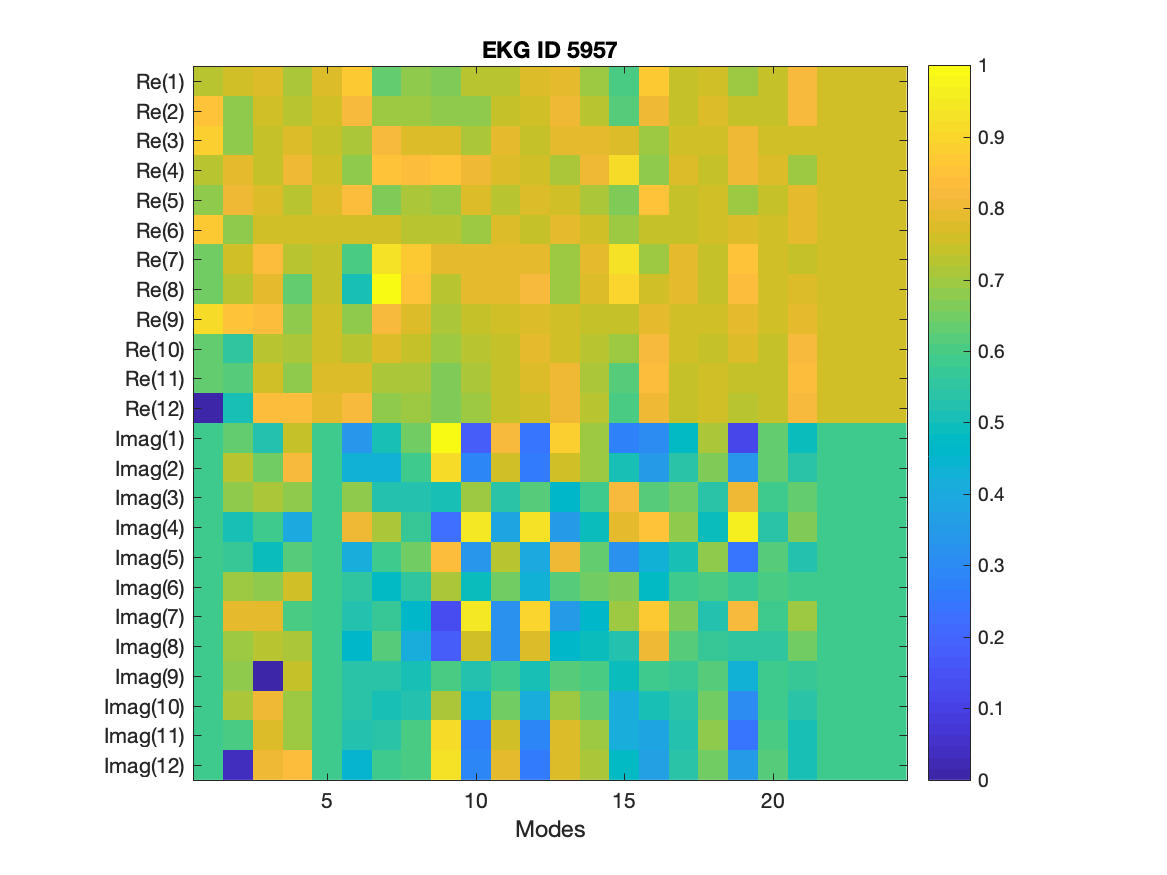 EKG ID 5957
Re(1)
Re(2)
Re(3)
Re(4)
Re(5)
Re(6)
Re(7)
Re(8)
Re(9)
Re(10)
Re(11)
Re(12)
Imag(1)
Imag(2)
Imag(3)
Imag(4)
Imag(5)
Imag(6)
Imag(7)
Imag(8)
Imag(9)
Imag(10)
Imag(11)
Imag(12)
5 10 15 20
Modes
1
0.9
0.8
0.7
0.6
0.5
0.4
0.3
0.2
0.1
0